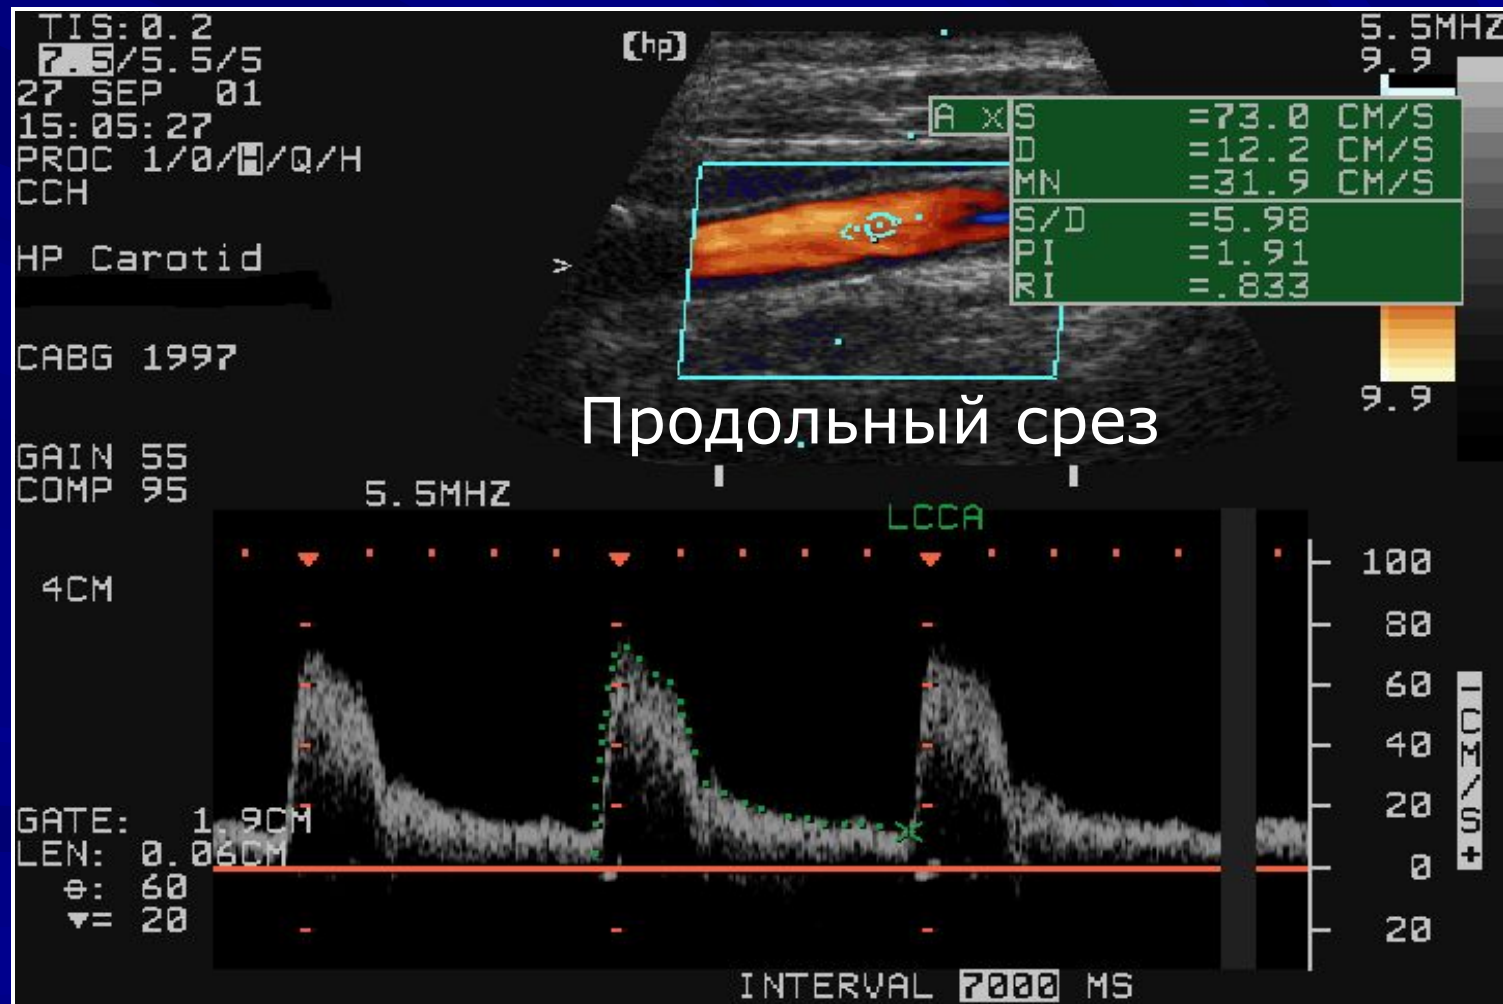 TIS:0.2
7.5/5.5/5
27 SEP 01
15:05:27
PROC 1/0/H/Q/H
CCH
HP Carotid
CABG 1997
GAIN 55
COMP 95
4CM
(hp)
5.5MHZ
9.9
A x
S =73.0 CM/S
D =12.2 CM/S
MN =31.9 CM/S
S/D =5.98
PI =1.91
RI =.833
9.9
Продольный срез
5.5MHZ
LCCA
100
80
60
40
20
0
20
-CM/S+
GATE: 1.9CM
LEN: 0.06CM
θ: 60
▼= 20
INTERVAL 7000 MS